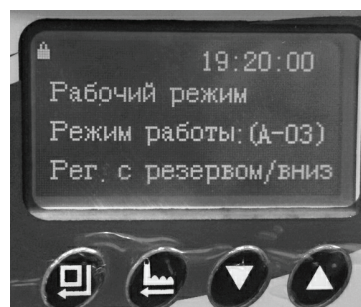 19:20:00
Рабочий режим
Режим работы:(А-03)
Рег. с резервом/вниз